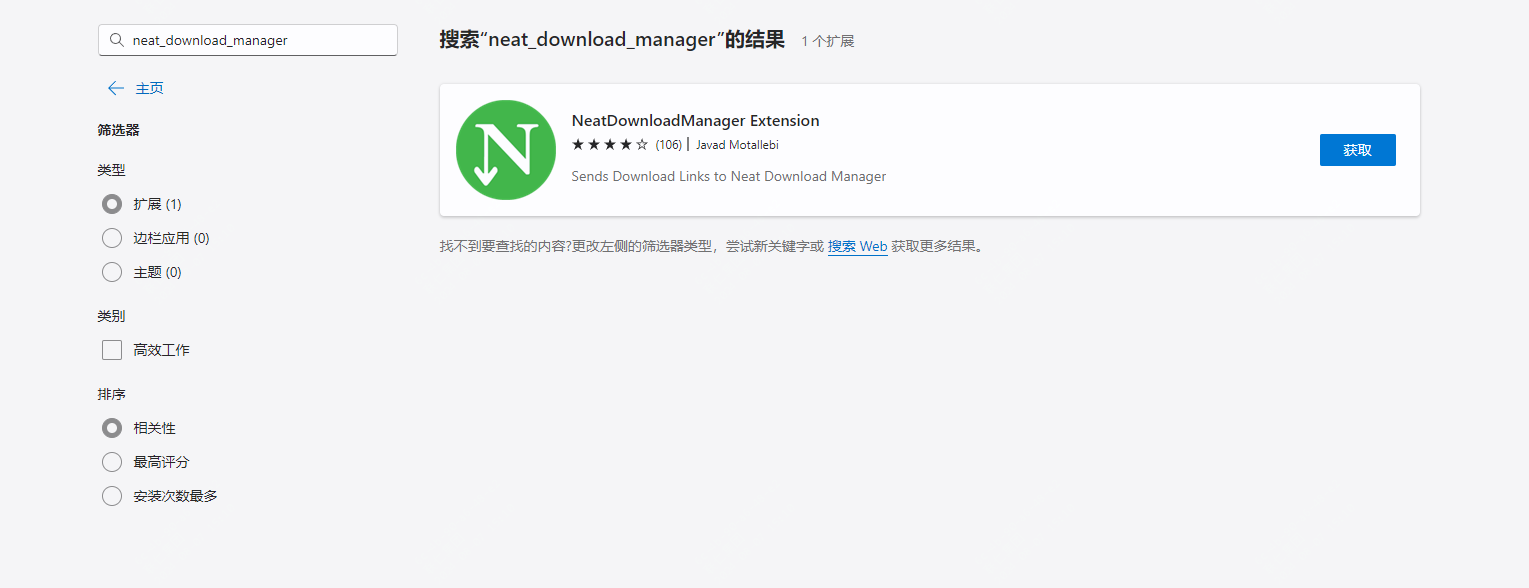 neat_download_manager
主页
筛选器
类型
扩展 (1)
边栏应用 (0)
主题 (0)
类别
高效工作
排序
相关性
最高评分
安装次数最多
搜索“neat_download_manager”的结果 1 个扩展
N
NeatDownloadManager Extension
★★★★☆ (106) | Javad Motallebi
Sends Download Links to Neat Download Manager
获取
找不到要查找的内容?更改左侧的筛选器类型，尝试新关键字或 搜索 Web 获取更多结果。